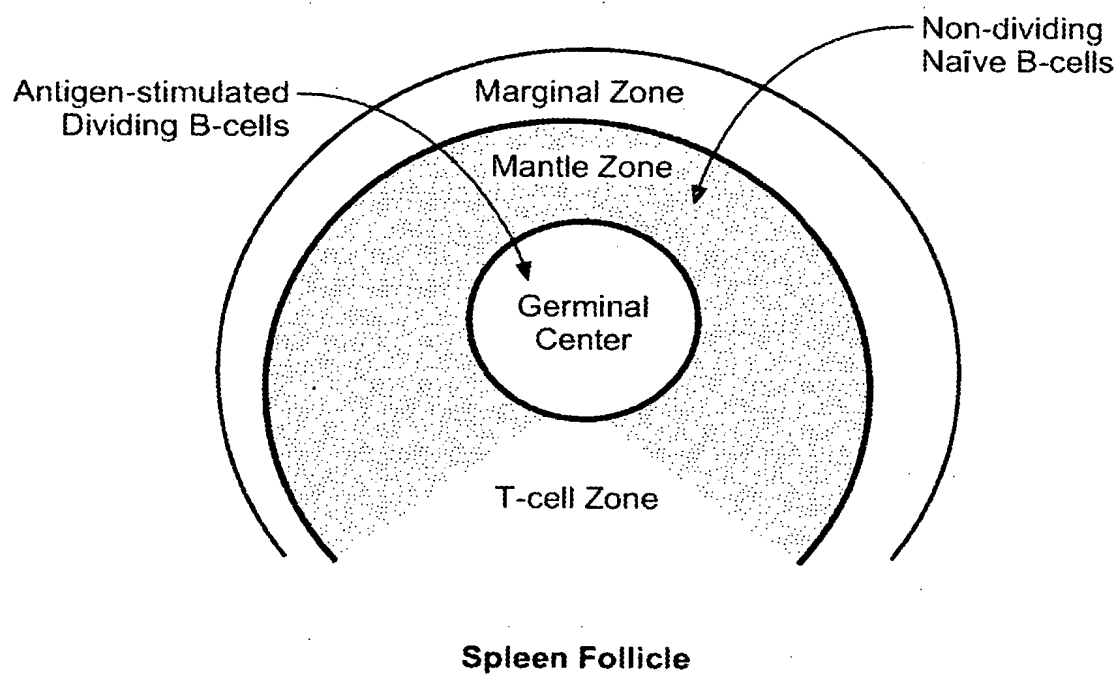 Non-dividing
Naïve B-cells
Antigen-stimulated
Dividing B-cells
Marginal Zone
Mantle Zone
Germinal
Center
T-cell Zone
Spleen Follicle